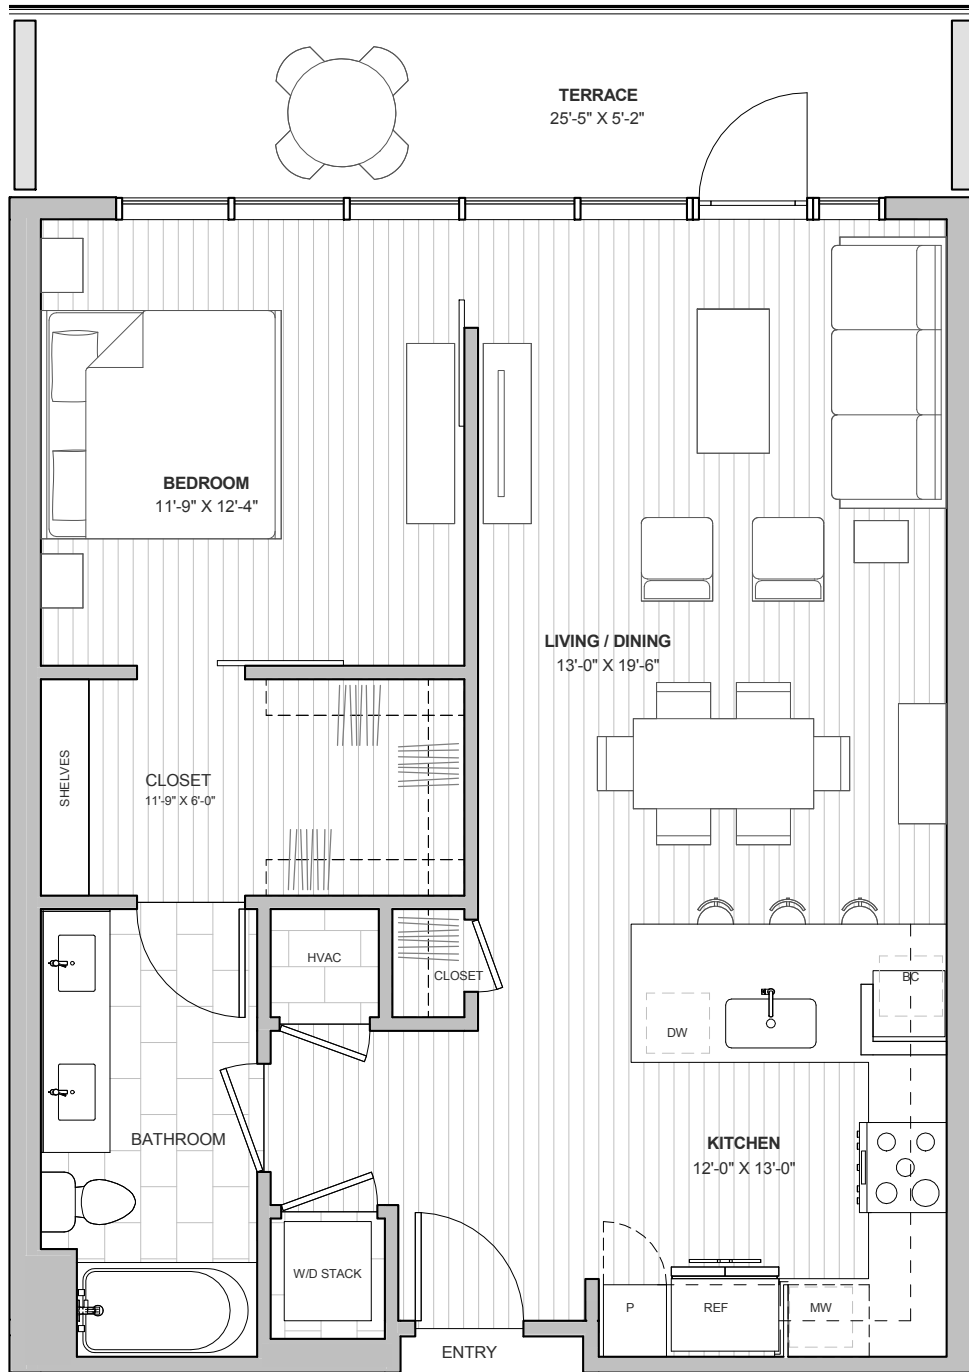 TERRACE
25'-5" X 5'-2"
BEDROOM
11'-9" X 12'-4"
LIVING / DINING
13'-0" X 19'-6"
SHELVES
CLOSET
11'-9" X 6'-0"
HVAC
CLOSET
BC
DW
BATHROOM
KITCHEN
12'-0" X 13'-0"
W/D STACK
P
REF
MW
ENTRY